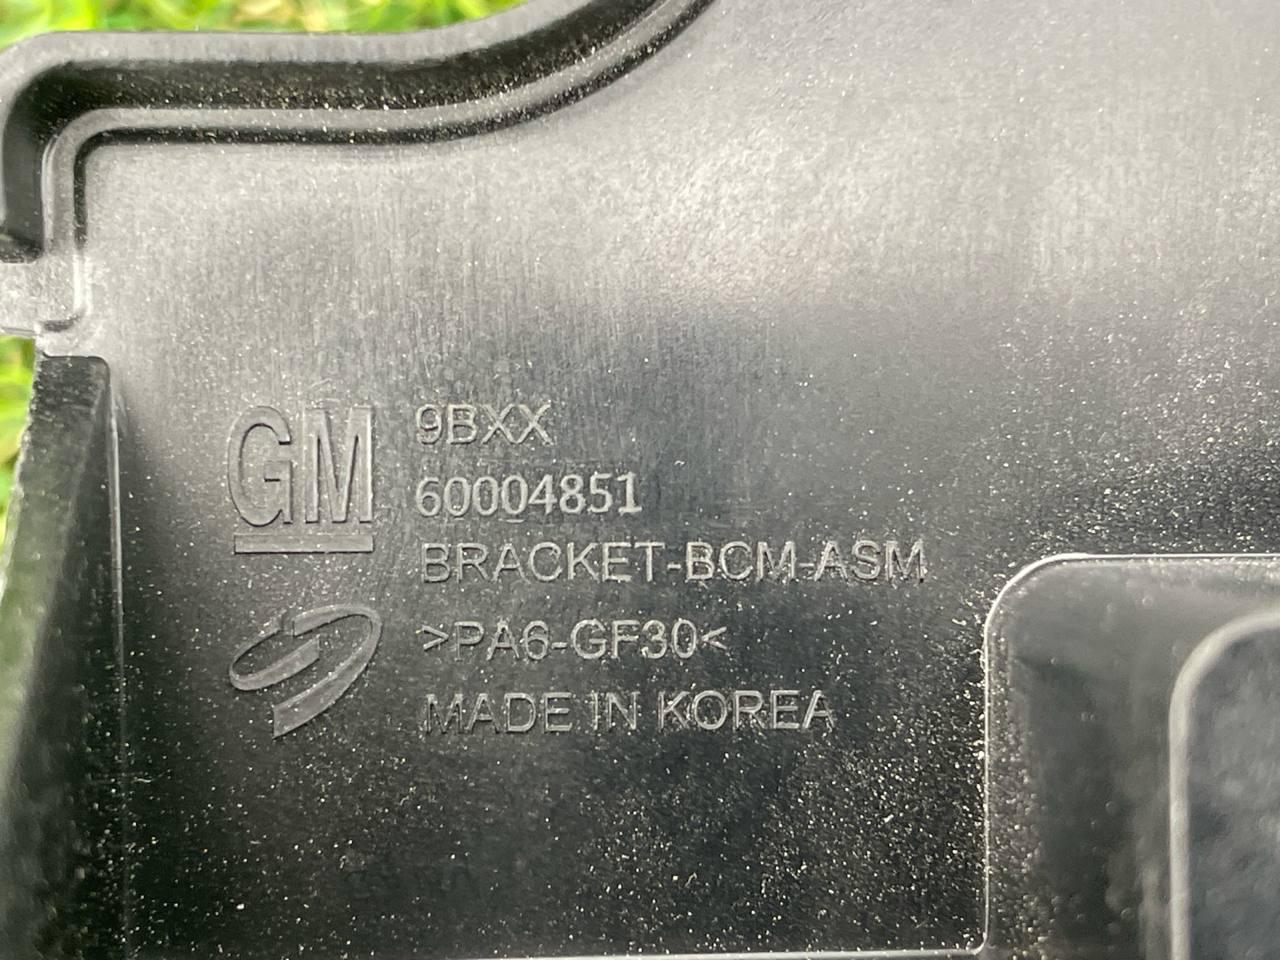 GM
9BXX
60004851
BRACKET-BCM-ASM
>PA6-GF30<
MADE IN KOREA